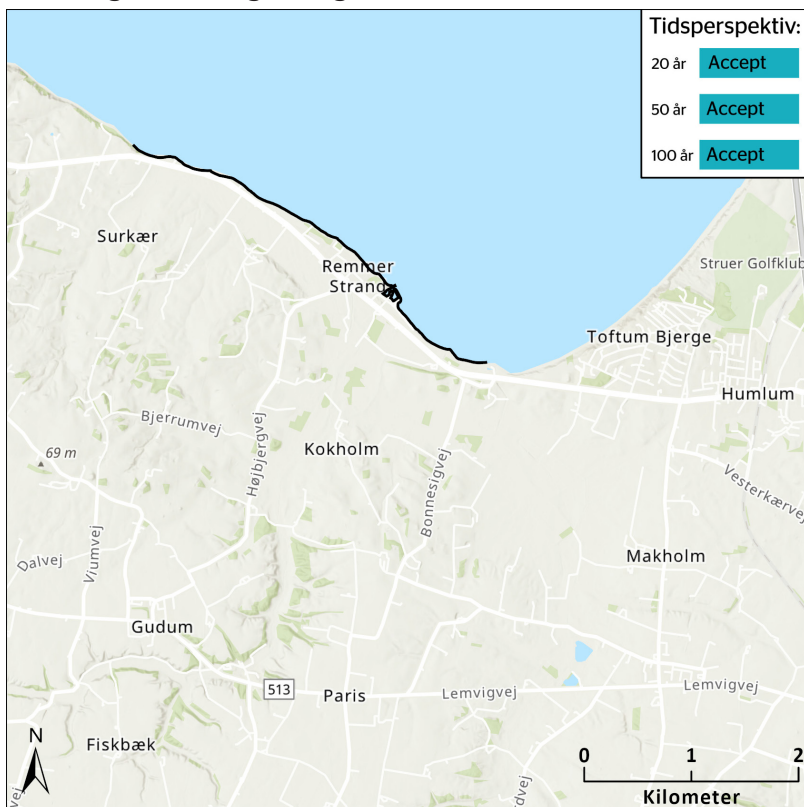 Tidsperspektiv:
20 år Accept
50 år Accept
100 år Accept
Surkær
Remmer
Strand
Struer Golfklub
Toftum Bjerge
Humlum
Bjerrumvej
Højbjergvej
Kokholm
69 m
Bonnesigvej
Vesterkærvej
Viumvej
Dalvej
Makholm
Gudum
513
Paris
Lemvigvej
Lemvigvej
Fiskbæk
N
0 1 2
Kilometer